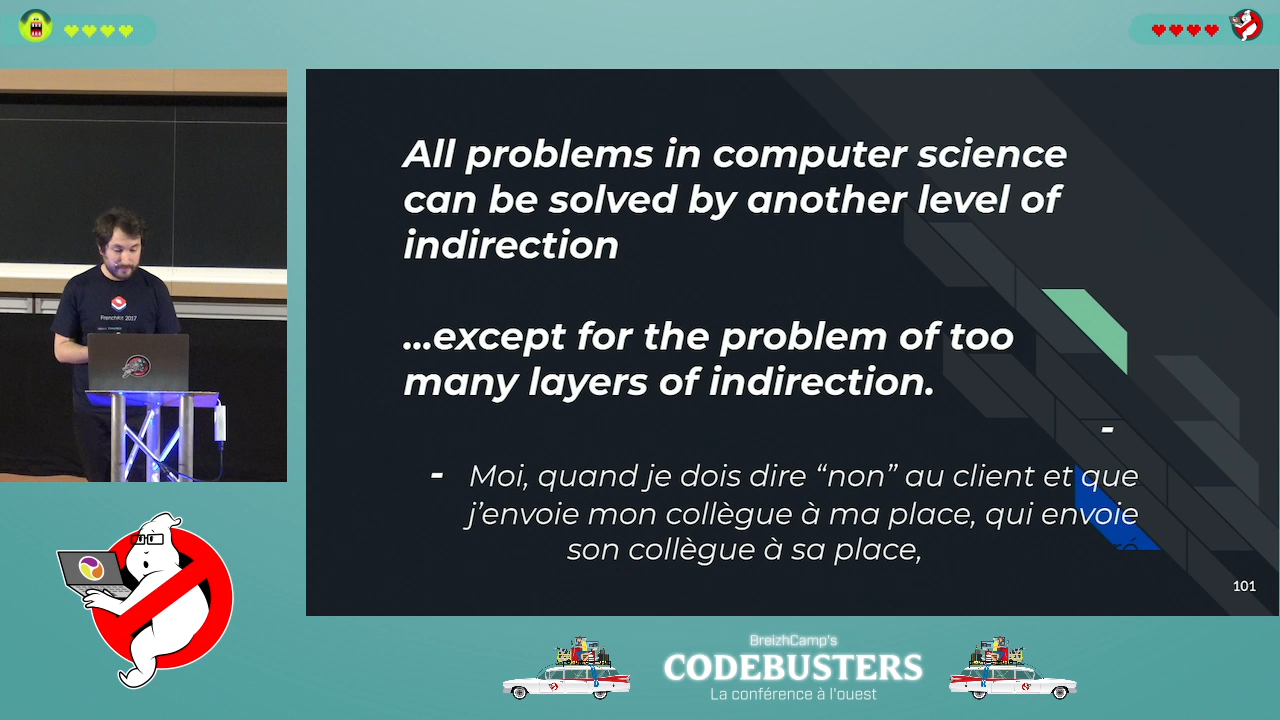 All problems in computer science
can be solved by another level of
indirection
...except for the problem of too
many layers of indirection.
-
- Moi, quand je dois dire “non” au client et que
j’envoie mon collègue à ma place, qui envoie
son collègue à sa place,
101
FrenchKit 2017
BreizhCamp's
CODEBUSTERS
La conférence à l'ouest